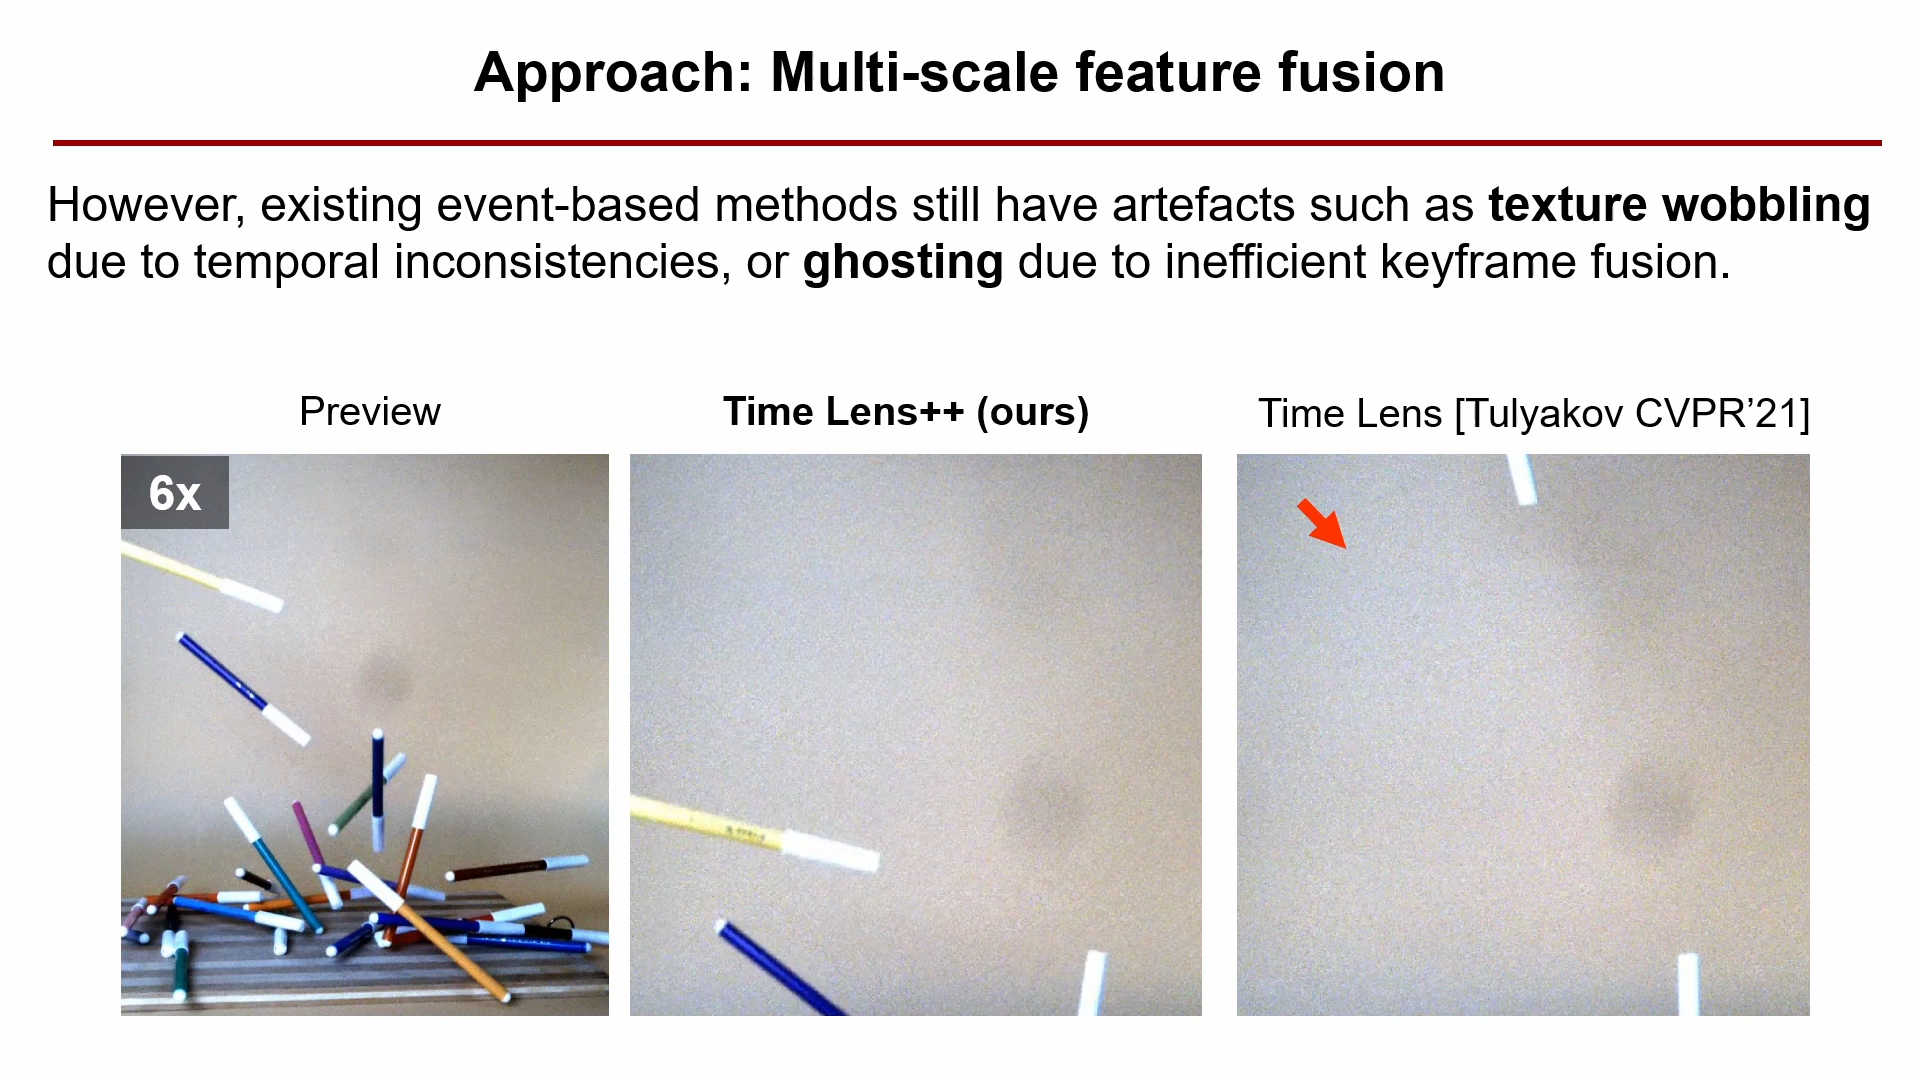 Approach: Multi-scale feature fusion
However, existing event-based methods still have artefacts such as texture wobbling
due to temporal inconsistencies, or ghosting due to inefficient keyframe fusion.
Preview
Time Lens++ (ours)
Time Lens [Tulyakov CVPR’21]
6x